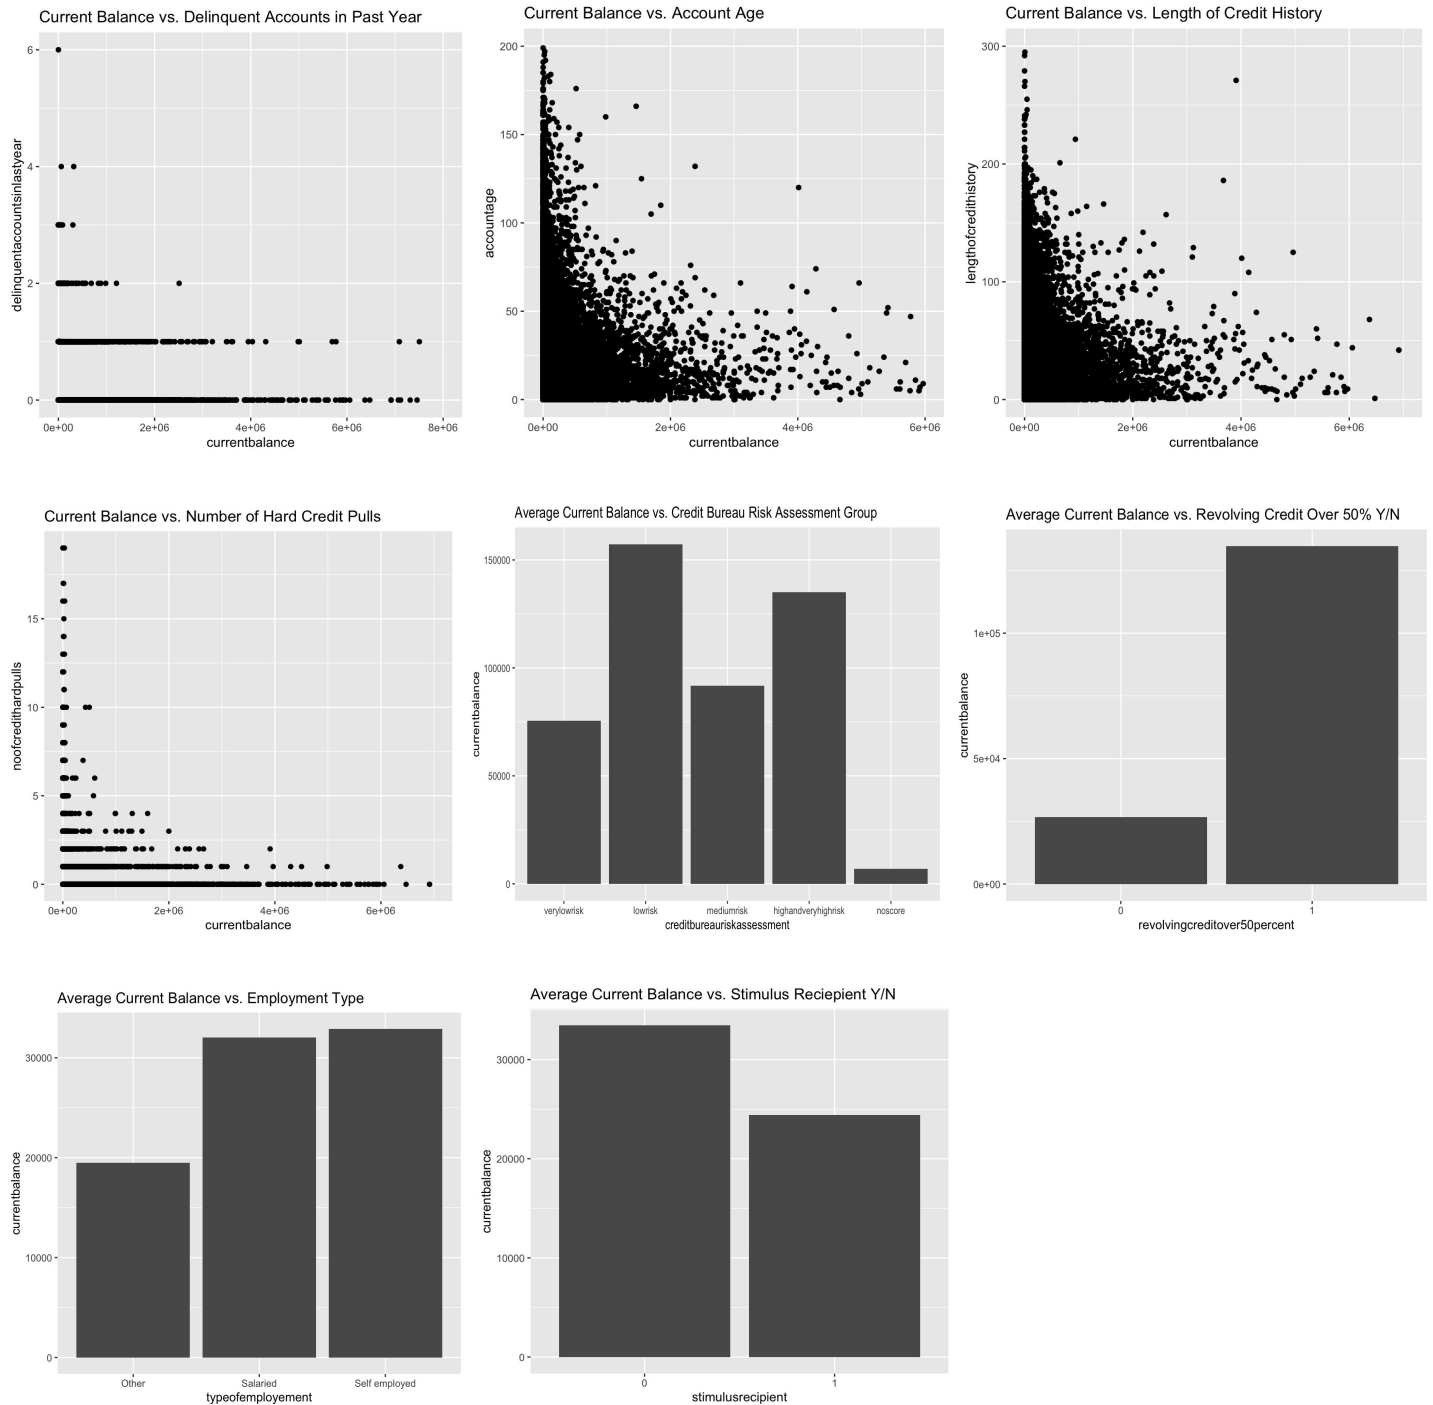 Current Balance vs. Delinquent Accounts in Past Year
delinquentaccountsinlastyear
6
4
2
0
0e+00 2e+06 4e+06 6e+06 8e+06
currentbalance
Current Balance vs. Account Age
accountage
200
150
100
50
0
0e+00 2e+06 4e+06 6e+06
currentbalance
Current Balance vs. Length of Credit History
lengthofcredithistory
300
200
100
0
0e+00 2e+06 4e+06 6e+06
currentbalance
Current Balance vs. Number of Hard Credit Pulls
noofcredithardpulls
15
10
5
0
0e+00 2e+06 4e+06 6e+06
currentbalance
Average Current Balance vs. Credit Bureau Risk Assessment Group
currentbalance
150000
100000
50000
0
verylowrisk lowrisk mediumrisk highandveryhighrisk noscore
creditbureauriskassessment
Average Current Balance vs. Revolving Credit Over 50% Y/N
currentbalance
1e+05
5e+04
0e+00
0 1
revolvingcreditover50percent
Average Current Balance vs. Employment Type
currentbalance
30000
20000
10000
0
Other Salaried Self employed
typeofemployement
Average Current Balance vs. Stimulus Reciepient Y/N
currentbalance
30000
20000
10000
0
0 1
stimulusrecipient